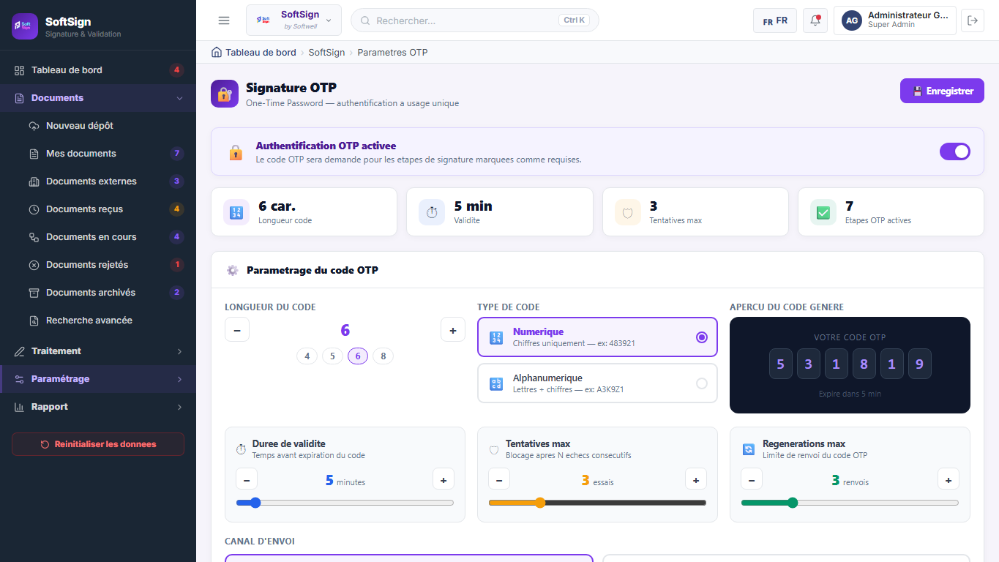 SoftSign
Signature & Validation
Tableau de bord 4
Documents
Nouveau dépôt
Mes documents 7
Documents externes 3
Documents reçus 4
Documents en cours 4
Documents rejetés 1
Documents archivés 2
Recherche avancée
Traitement
Paramétrage
Rapport
Reinitialiser les donnees
SoftSign
by Softwell
Rechercher... Ctrl K
FR FR
AG
Administrateur G...
Super Admin
Tableau de bord › SoftSign › Parametres OTP
Signature OTP
One-Time Password — authentification a usage unique
Enregistrer
Authentification OTP activee
Le code OTP sera demande pour les etapes de signature marquees comme requises.
6 car.
Longueur code
5 min
Validite
3
Tentatives max
7
Etapes OTP actives
Parametrage du code OTP
LONGUEUR DU CODE
− 6 +
4 5 6 8
TYPE DE CODE
Numerique
Chiffres uniquement — ex: 483921
Alphanumerique
Lettres + chiffres — ex: A3K9Z1
APERCU DU CODE GENERE
VOTRE CODE OTP
5 3 1 8 1 9
Expire dans 5 min
Duree de validite
Temps avant expiration du code
− 5 minutes +
Tentatives max
Blocage apres N echecs consecutifs
− 3 essais +
Regenerations max
Limite de renvoi du code OTP
− 3 renvois +
CANAL D'ENVOI